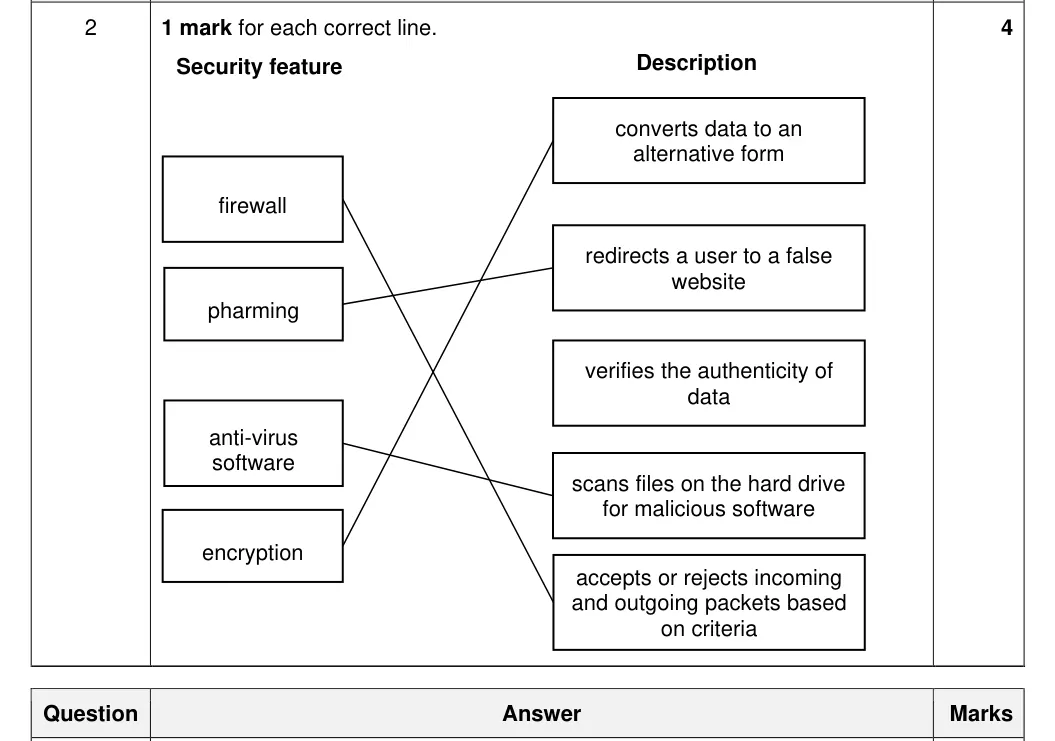 2
1 mark for each correct line.
4
Security feature
Description
converts data to an
alternative form
firewall
redirects a user to a false
website
pharming
verifies the authenticity of
data
anti-virus
software
scans files on the hard drive
for malicious software
encryption
accepts or rejects incoming
and outgoing packets based
on criteria
Question
Answer
Marks